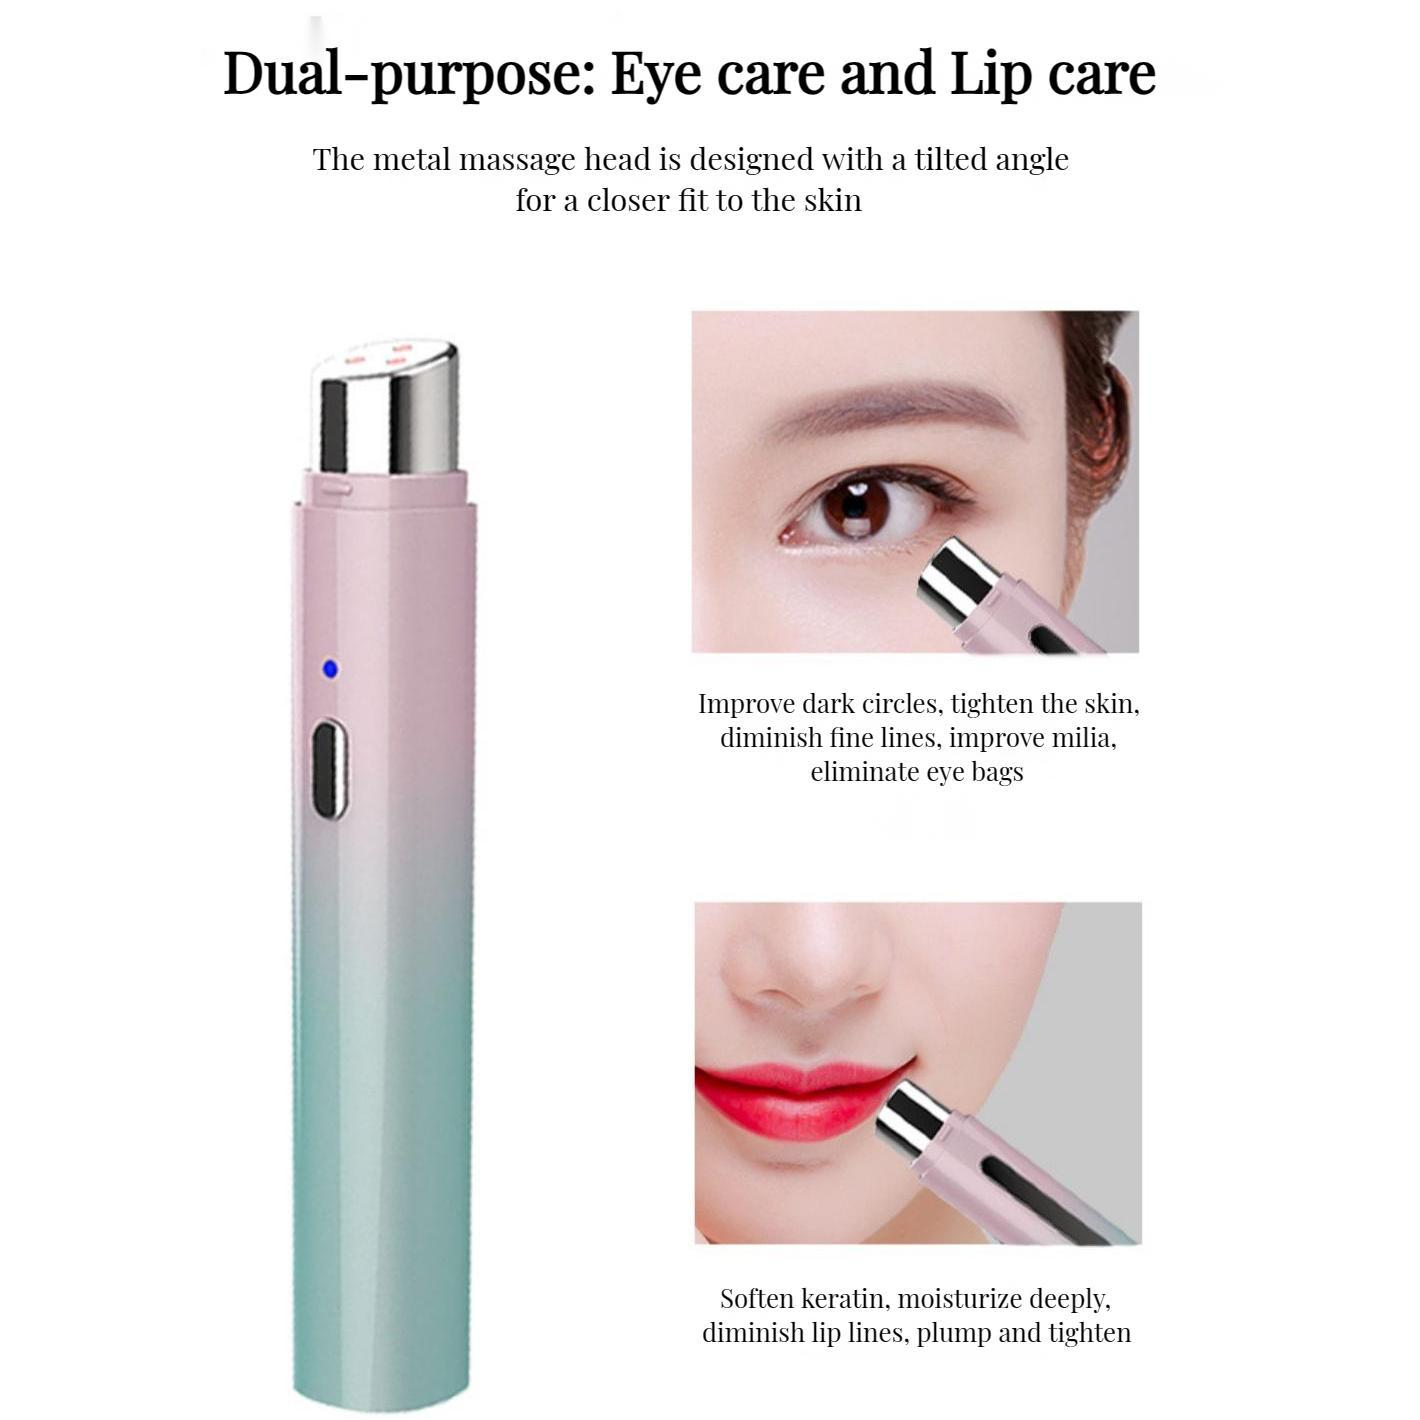 Dual-purpose: Eye care and Lip care
The metal massage head is designed with a tilted angle
for a closer fit to the skin
Improve dark circles, tighten the skin,
diminish fine lines, improve milia,
eliminate eye bags
Soften keratin, moisturize deeply,
diminish lip lines, plump and tighten